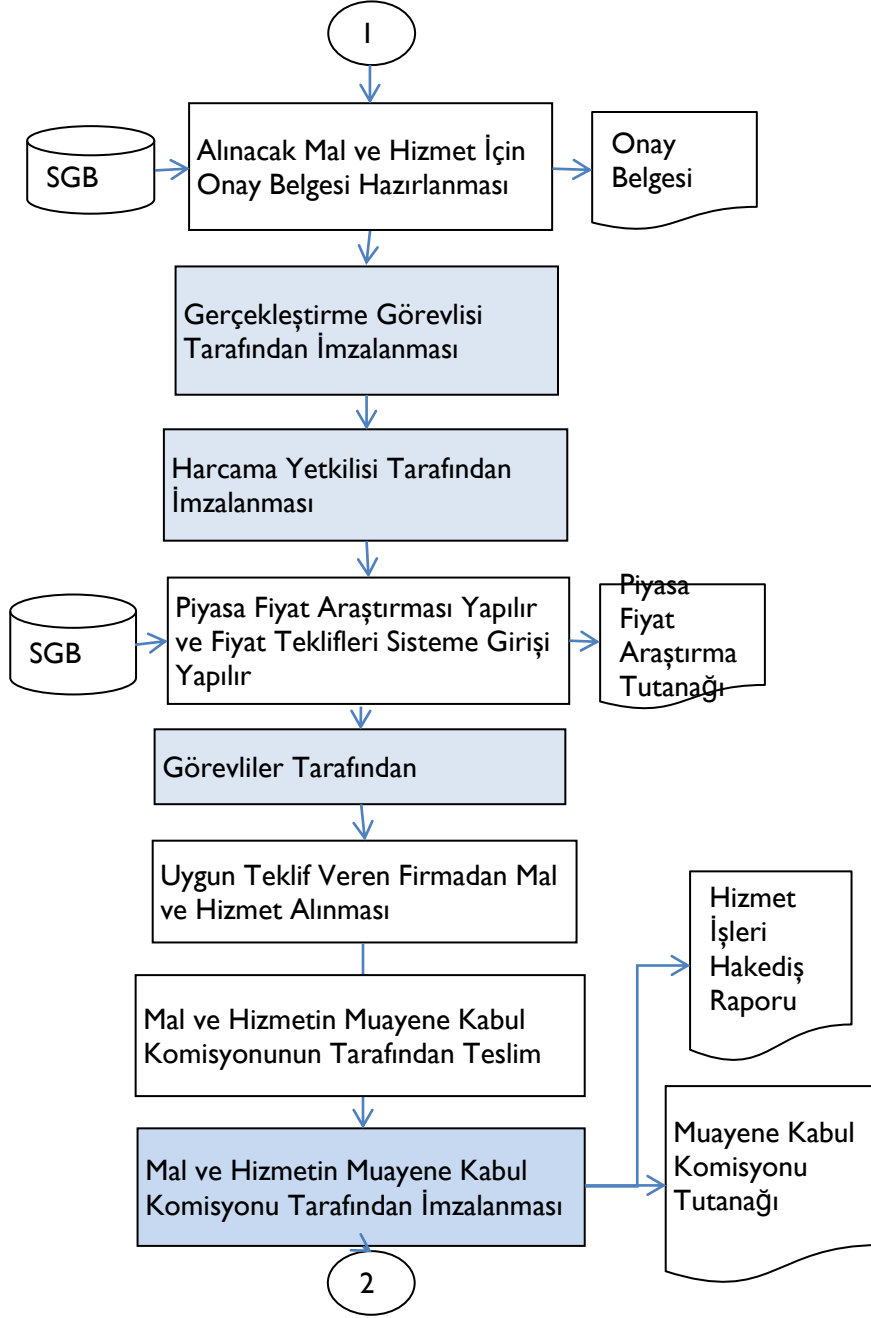 1
SGB
Alınacak Mal ve Hizmet İçin
Onay Belgesi Hazırlanması
Onay
Belgesi
Gerçekleştirme Görevlisi
Tarafından İmzalanması
Harcama Yetkilisi Tarafından
İmzalanması
SGB
Piyasa Fiyat Araştırması Yapılır
ve Fiyat Teklifleri Sisteme Girişi
Yapılır
Piyasa
Fiyat
Araştırma
Tutanağı
Görevliler Tarafından
Uygun Teklif Veren Firmadan Mal
ve Hizmet Alınması
Hizmet
İşleri
Hakediş
Raporu
Mal ve Hizmetin Muayene Kabul
Komisyonunun Tarafından Teslim
Mal ve Hizmetin Muayene Kabul
Komisyonu Tarafından İmzalanması
Muayene Kabul
Komisyonu
Tutanağı
2